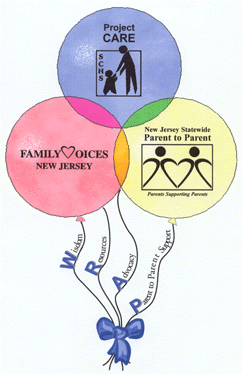 Project
CARE
SCHS
FAMILY VOICES
NEW JERSEY
New Jersey Statewide
Parent to Parent
Parents Supporting Parents
Wisdom
Resources
Advocacy
Parent to Parent Support